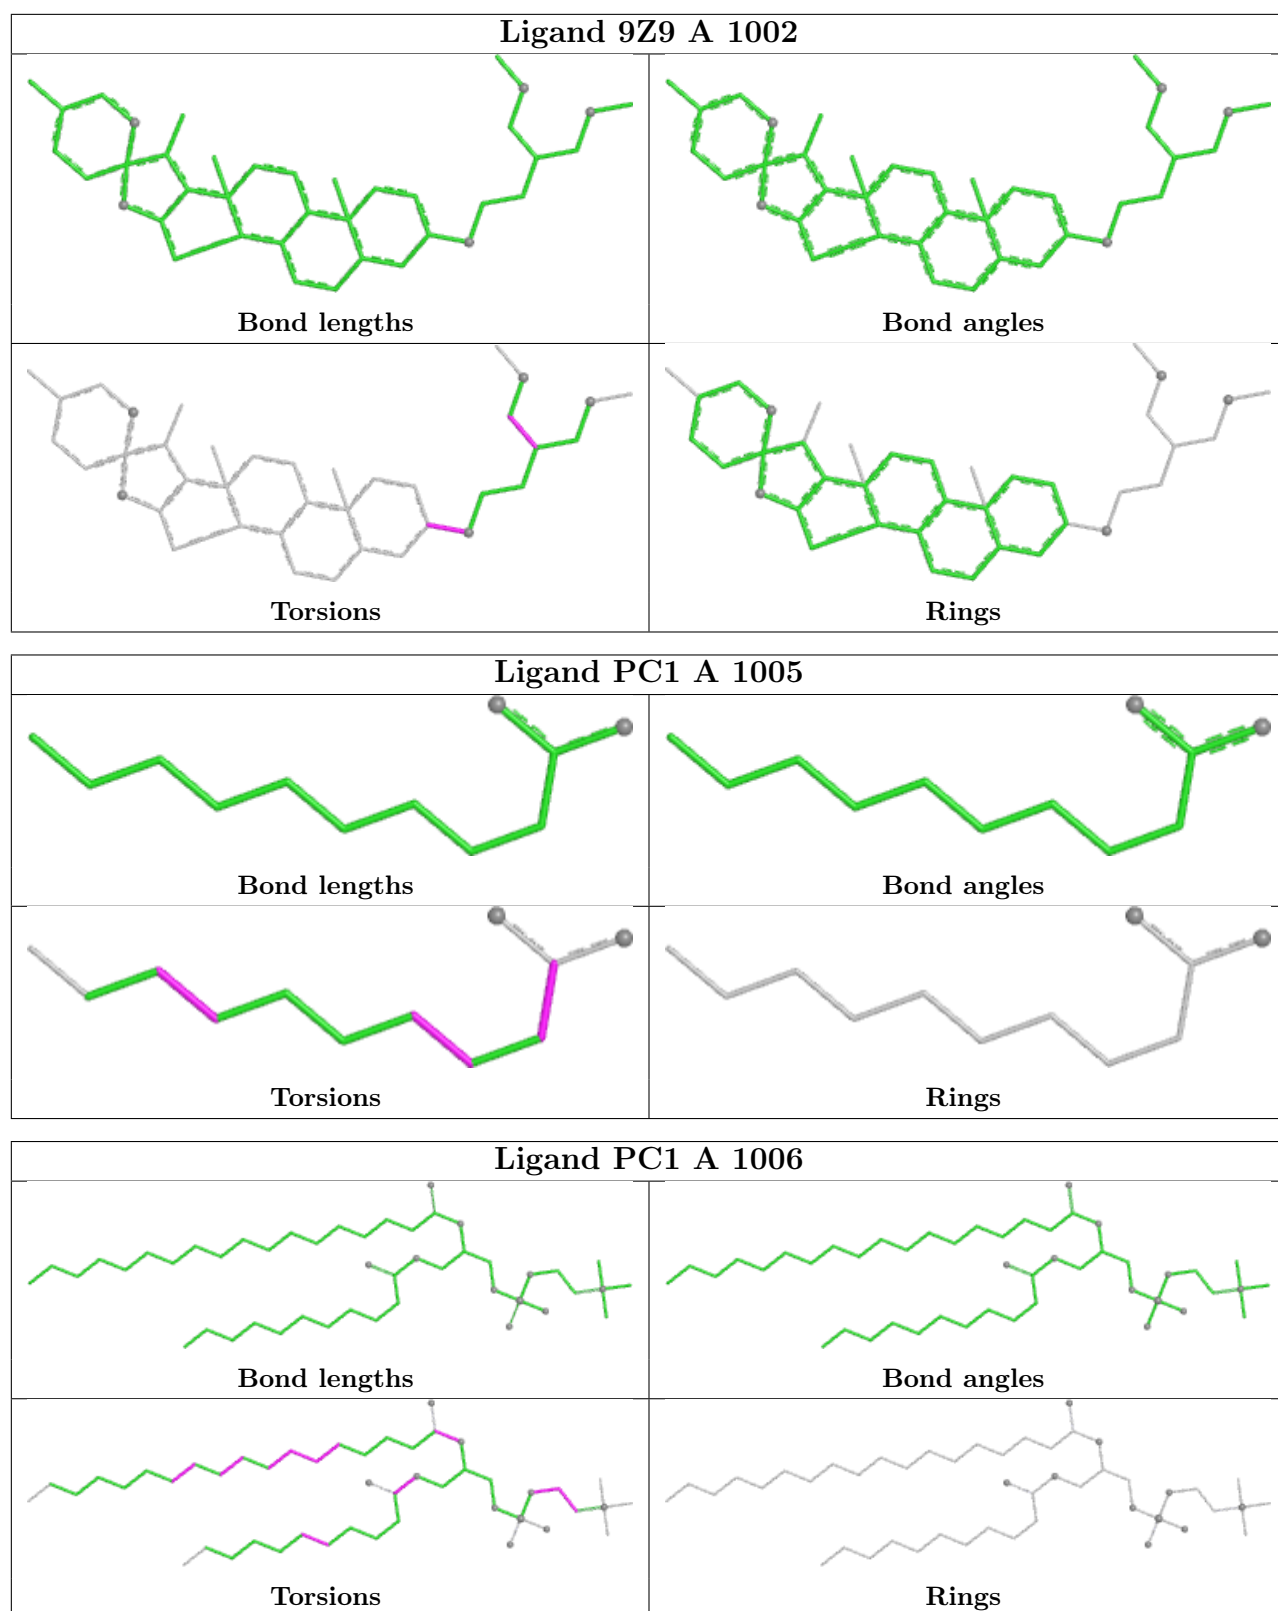 Ligand 9Z9 A 1002
Bond lengths
Bond angles
Torsions
Rings
Ligand PC1 A 1005
Bond lengths
Bond angles
Torsions
Rings
Ligand PC1 A 1006
Bond lengths
Bond angles
Torsions
Rings